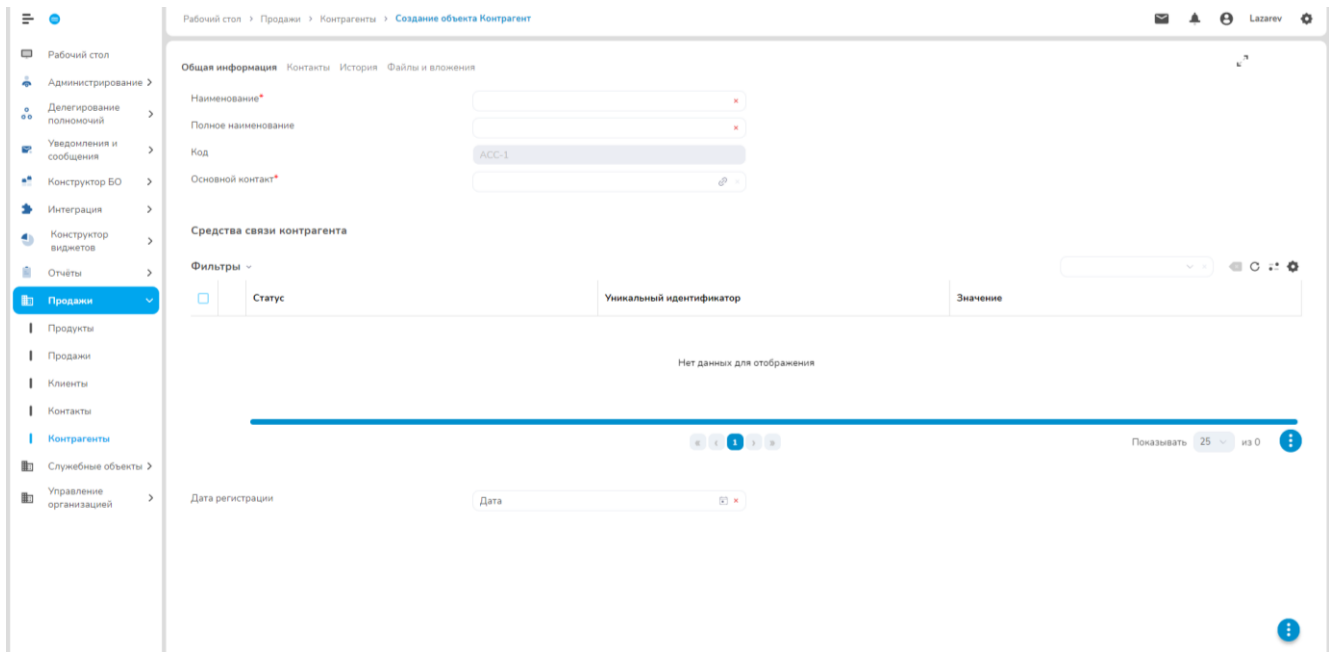 Рабочий стол > Продажи > Контрагенты > Создание объекта Контрагент
Lazarev
Рабочий стол
Администрирование
Делегирование
полномочий
Уведомления и
сообщения
Конструктор БО
Интеграция
Конструктор
виджетов
Отчёты
Продажи
Продукты
Продажи
Клиенты
Контакты
Контрагенты
Служебные объекты
Управление
организацией
Общая информация Контакты История Файлы и вложения
Наименование*
Полное наименование
Код ACC-1
Основной контакт*
Средства связи контрагента
Фильтры
Статус Уникальный идентификатор Значение
Нет данных для отображения
« ‹ 1 › »
Показывать 25 из 0
Дата регистрации Дата